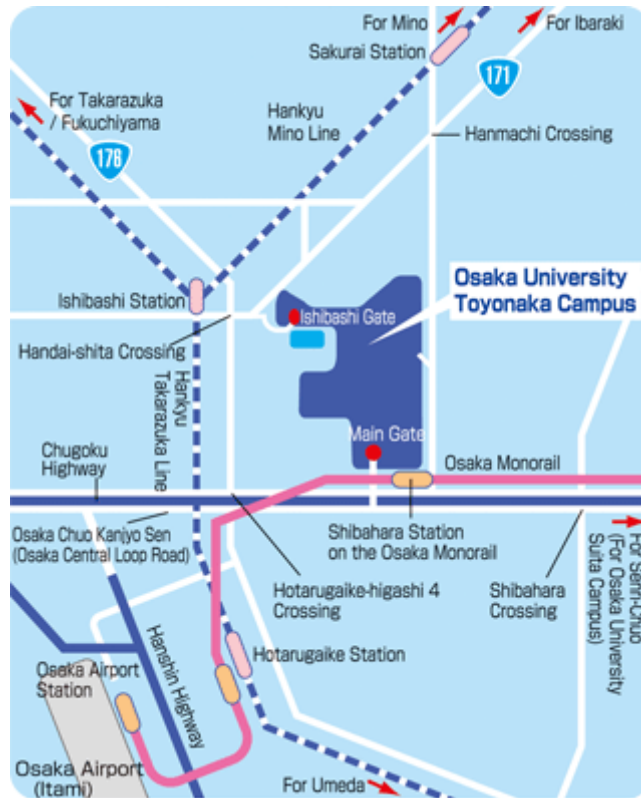 For Mino
For Ibaraki
Sakurai Station
171
For Takarazuka
/ Fukuchiyama
Hankyu
Mino Line
Hanmachi Crossing
176
Osaka University
Toyonaka Campus
Ishibashi Station
Ishibashi Gate
Handai-shita Crossing
Hankyu
Takarazuka Line
Main Gate
Chugoku
Highway
Osaka Monorail
Osaka Chuo Kanjyo Sen
(Osaka Central Loop Road)
Shibahara Station
on the Osaka Monorail
For Senri-Chuo
(For Osaka University
Suita Campus)
Hotarugaike-higashi 4
Crossing
Shibahara
Crossing
Hanshin Highway
Hotarugaike Station
Osaka Airport
Station
Osaka Airport
(Itami)
For Umeda